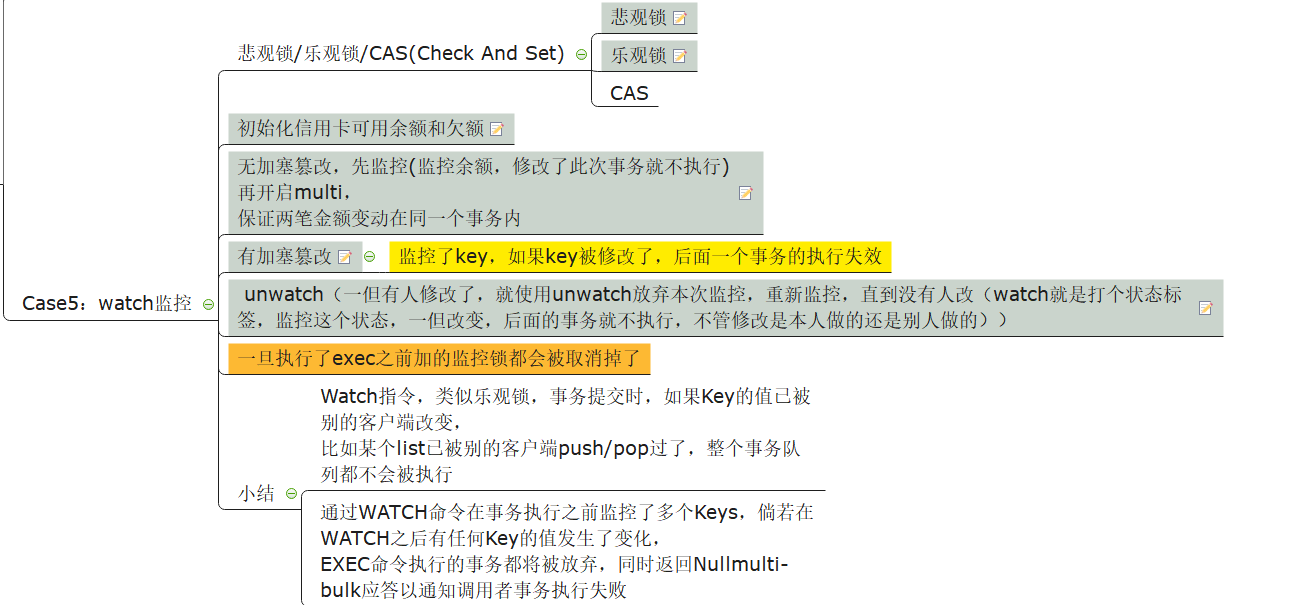 悲观锁
悲观锁/乐观锁/CAS(Check And Set)
乐观锁
CAS
初始化信用卡可用余额和欠额
无加塞篡改，先监控(监控余额，修改了此次事务就不执行)
再开启multi，
保证两笔金额变动在同一个事务内
有加塞篡改
监控了key，如果key被修改了，后面一个事务的执行失效
Case5：watch监控
unwatch（一但有人修改了，就使用unwatch放弃本次监控，重新监控，直到没有人改（watch就是打个状态标
签，监控这个状态，一但改变，后面的事务就不执行，不管修改是本人做的还是别人做的））
一旦执行了exec之前加的监控锁都会被取消掉了
Watch指令，类似乐观锁，事务提交时，如果Key的值已被
别的客户端改变，
比如某个list已被别的客户端push/pop过了，整个事务队
列都不会被执行
小结
通过WATCH命令在事务执行之前监控了多个Keys，倘若在
WATCH之后有任何Key的值发生了变化，
EXEC命令执行的事务都将被放弃，同时返回Nullmulti-
bulk应答以通知调用者事务执行失败